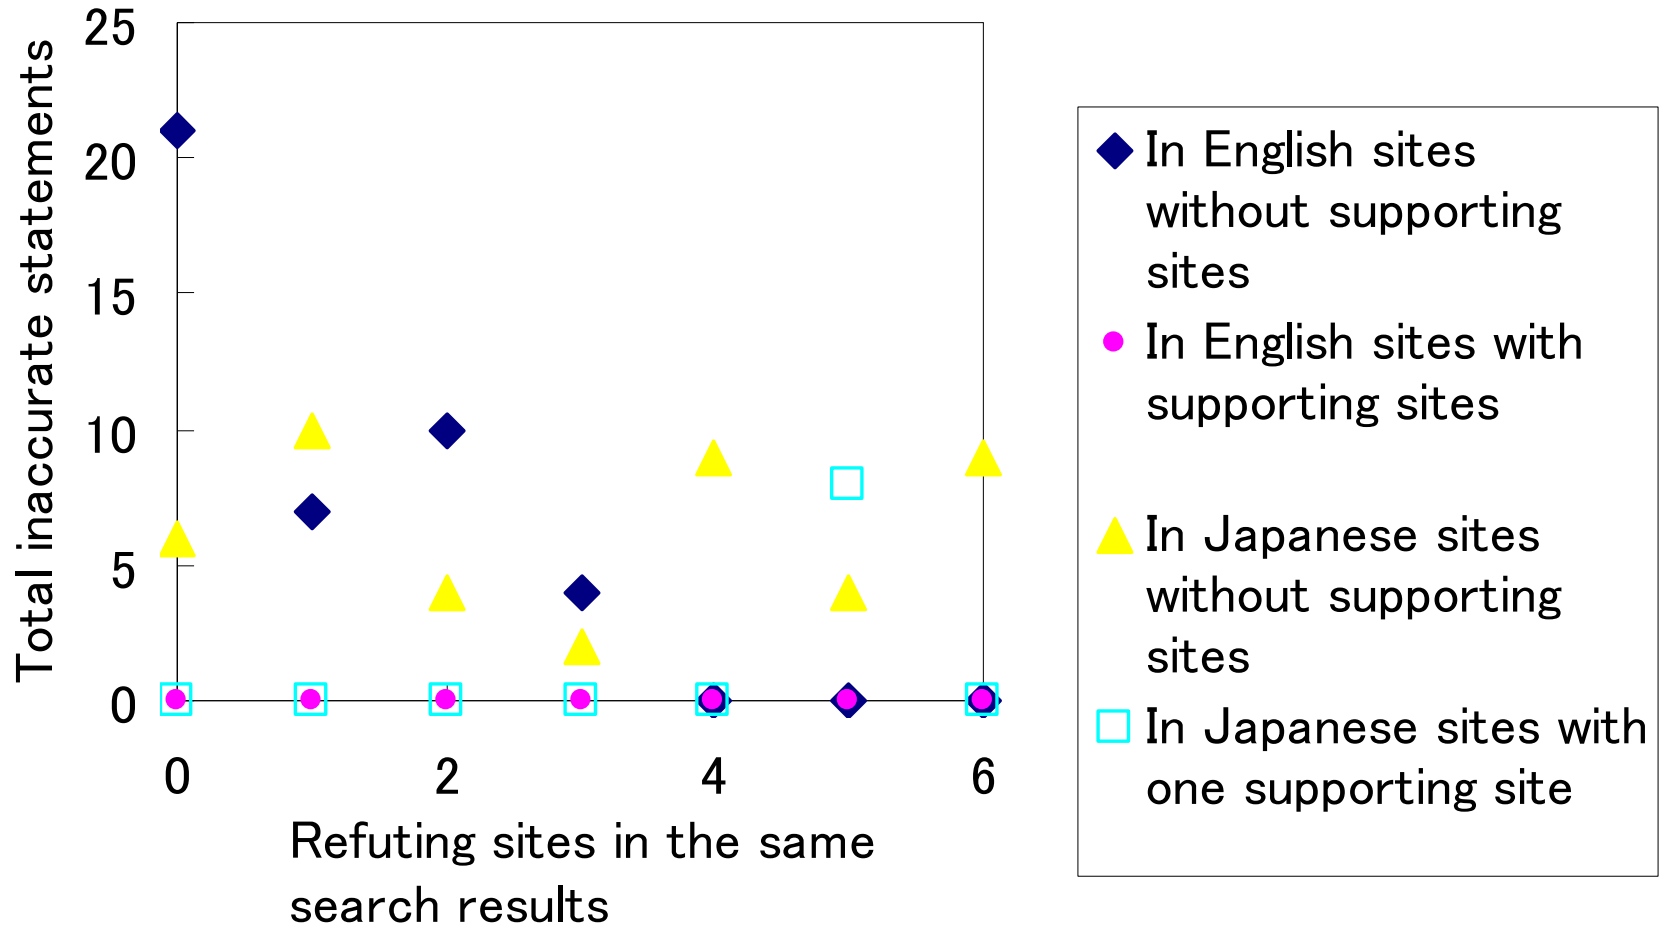 Total inaccurate statements
25
20
15
10
5
0
0 2 4 6
Refuting sites in the same
search results
In English sites
without supporting
sites
In English sites with
supporting sites
In Japanese sites
without supporting
sites
In Japanese sites with
one supporting site